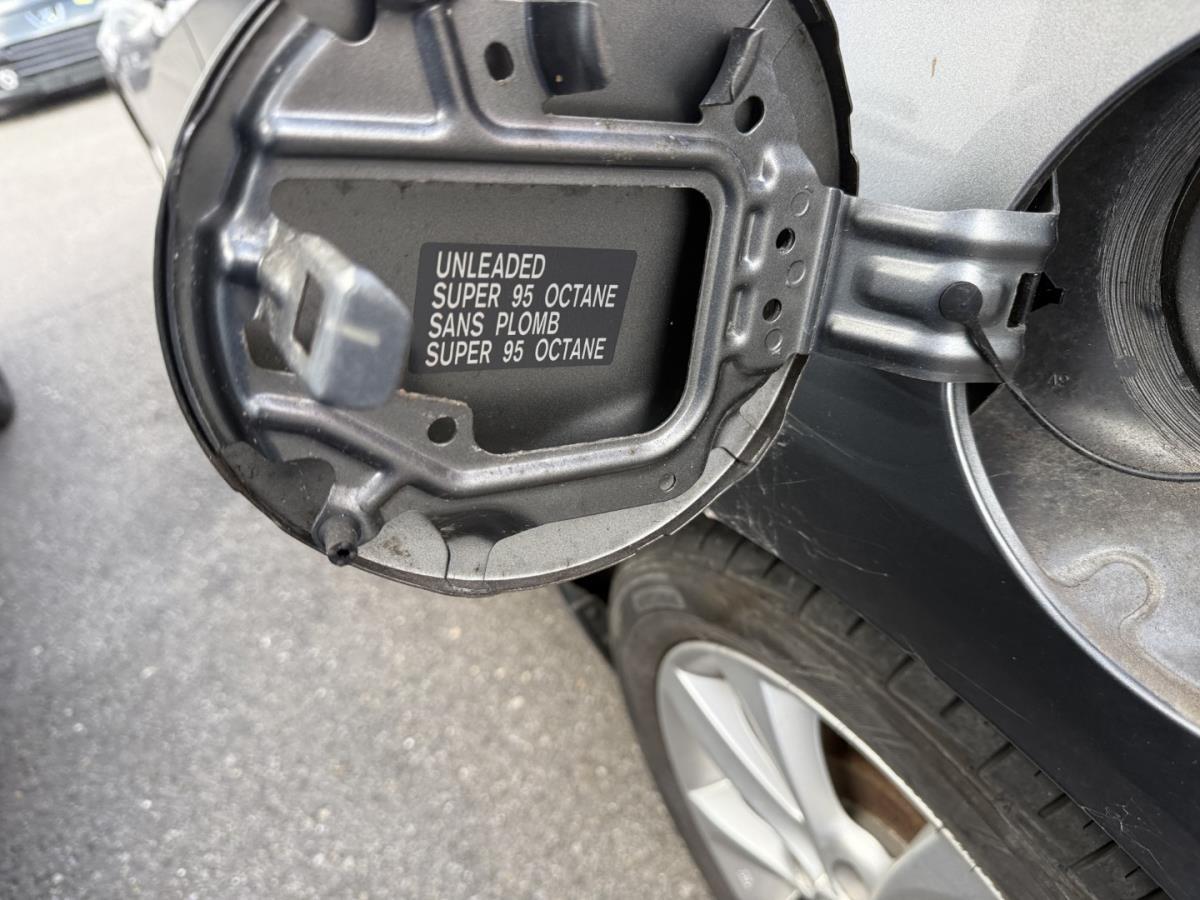 UNLEADED
SUPER 95 OCTANE
SANS PLOMB
SUPER 95 OCTANE